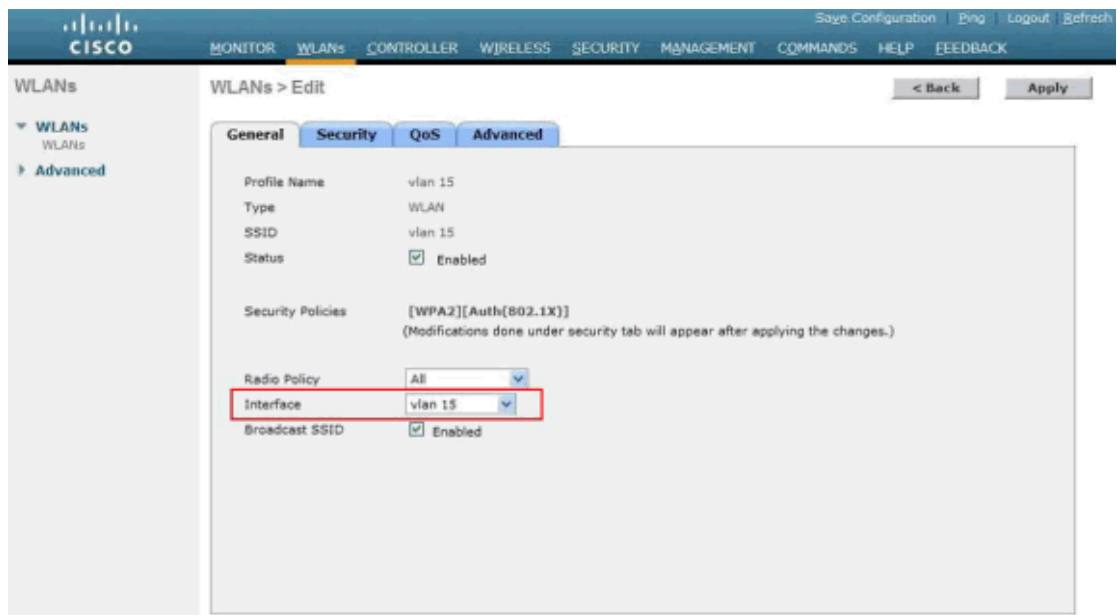 Save Configuration Ping Logout Refresh
CISCO
MONITOR WLANs CONTROLLER WIRELESS SECURITY MANAGEMENT COMMANDS HELP FEEDBACK
WLANs
WLANs > Edit
< Back Apply
WLANs
WLANs
Advanced
General Security QoS Advanced
Profile Name vlan 15
Type WLAN
SSID vlan 15
Status Enabled
Security Policies [WPA2][Auth(802.1X)]
(Modifications done under security tab will appear after applying the changes.)
Radio Policy All
Interface vlan 15
Broadcast SSID Enabled